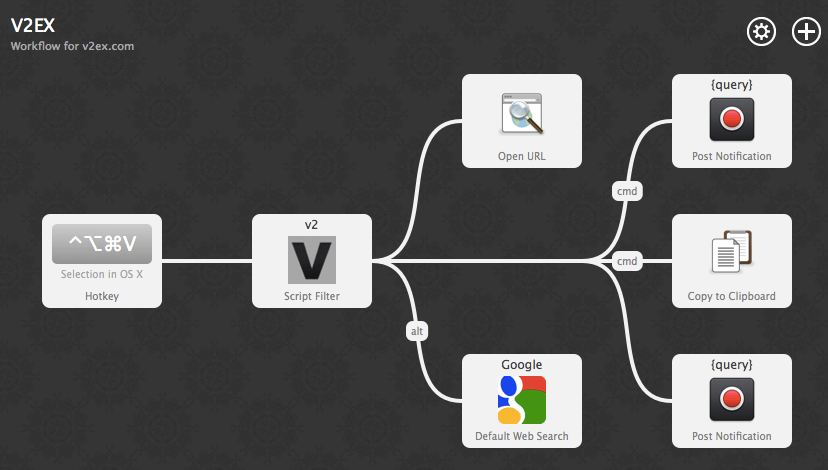 V2EX
Workflow for v2ex.com
{query}
Post Notification
Open URL
cmd
^⌥⌘V
Selection in OS X
Hotkey
v2
V
Script Filter
cmd
Copy to Clipboard
alt
Google
Default Web Search
{query}
Post Notification